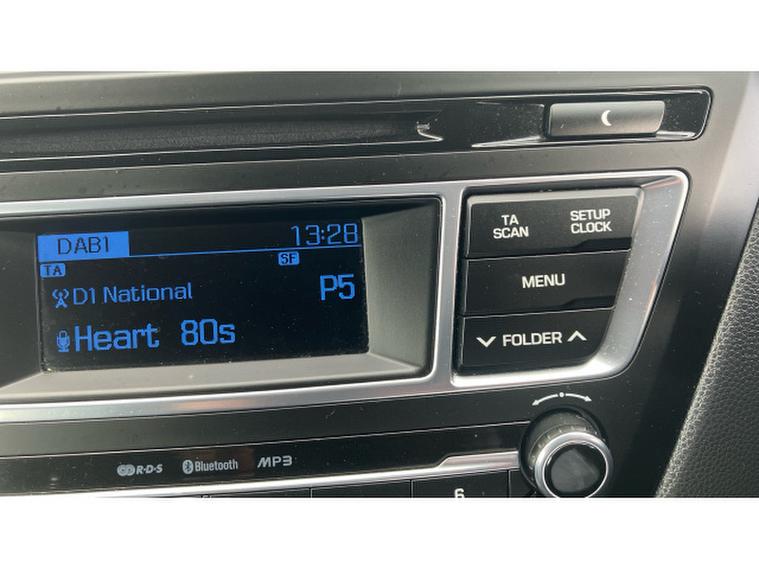 DAB1 13:28
TA SF
D1 National P5
Heart 80s
TA SCAN
SETUP CLOCK
MENU
FOLDER
R·D·S Bluetooth MP3
6